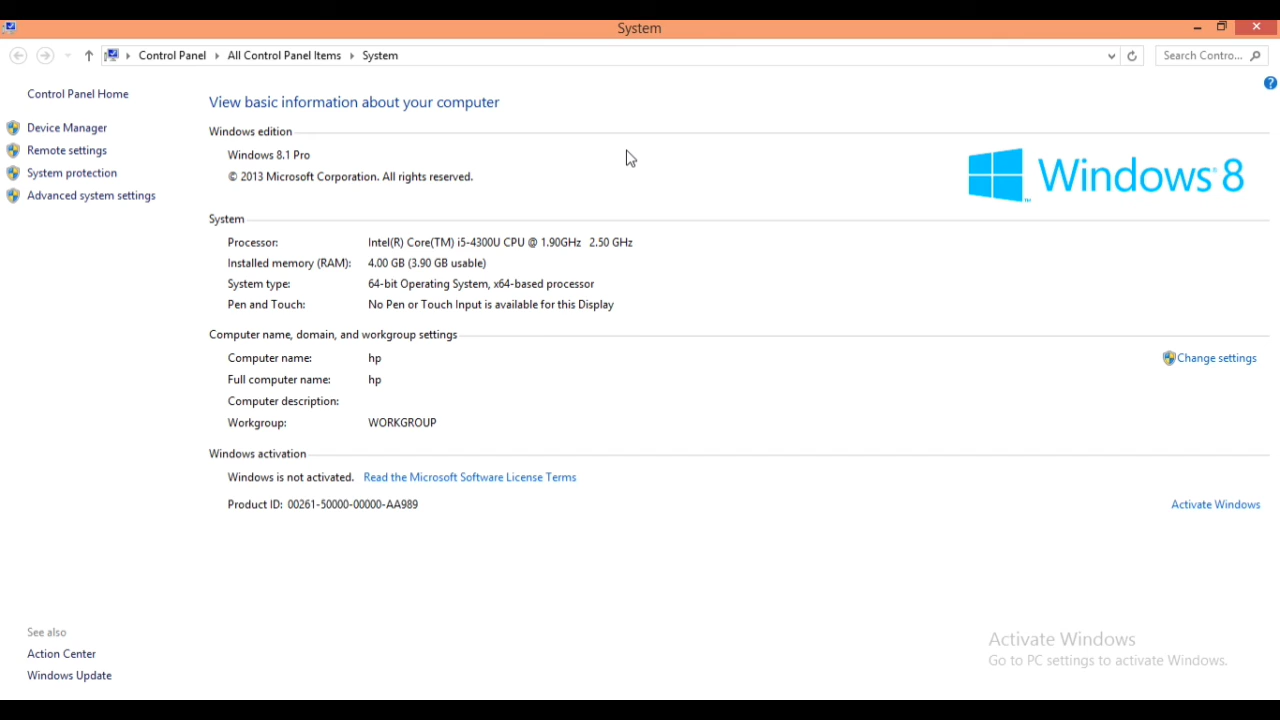 System
Control Panel All Control Panel Items System
Search Contro...
Control Panel Home
Device Manager
Remote settings
System protection
Advanced system settings
View basic information about your computer
Windows edition
Windows 8.1 Pro
© 2013 Microsoft Corporation. All rights reserved.
Windows 8
System
Processor: Intel(R) Core(TM) i5-4300U CPU @ 1.90GHz 2.50 GHz
Installed memory (RAM): 4.00 GB (3.90 GB usable)
System type: 64-bit Operating System, x64-based processor
Pen and Touch: No Pen or Touch Input is available for this Display
Computer name, domain, and workgroup settings
Computer name: hp
Change settings
Full computer name: hp
Computer description:
Workgroup: WORKGROUP
Windows activation
Windows is not activated. Read the Microsoft Software License Terms
Product ID: 00261-50000-00000-AA989
Activate Windows
See also
Action Center
Windows Update
Activate Windows
Go to PC settings to activate Windows.